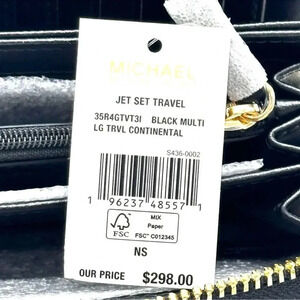 MICHAEL
JET SET TRAVEL
35R4GTVT3I BLACK MULTI
LG TRVL CONTINENTAL
S436-0002
1 96237 48557 1
FSC
MIX
Paper
FSC™ C012345
NS
OUR PRICE $298.00